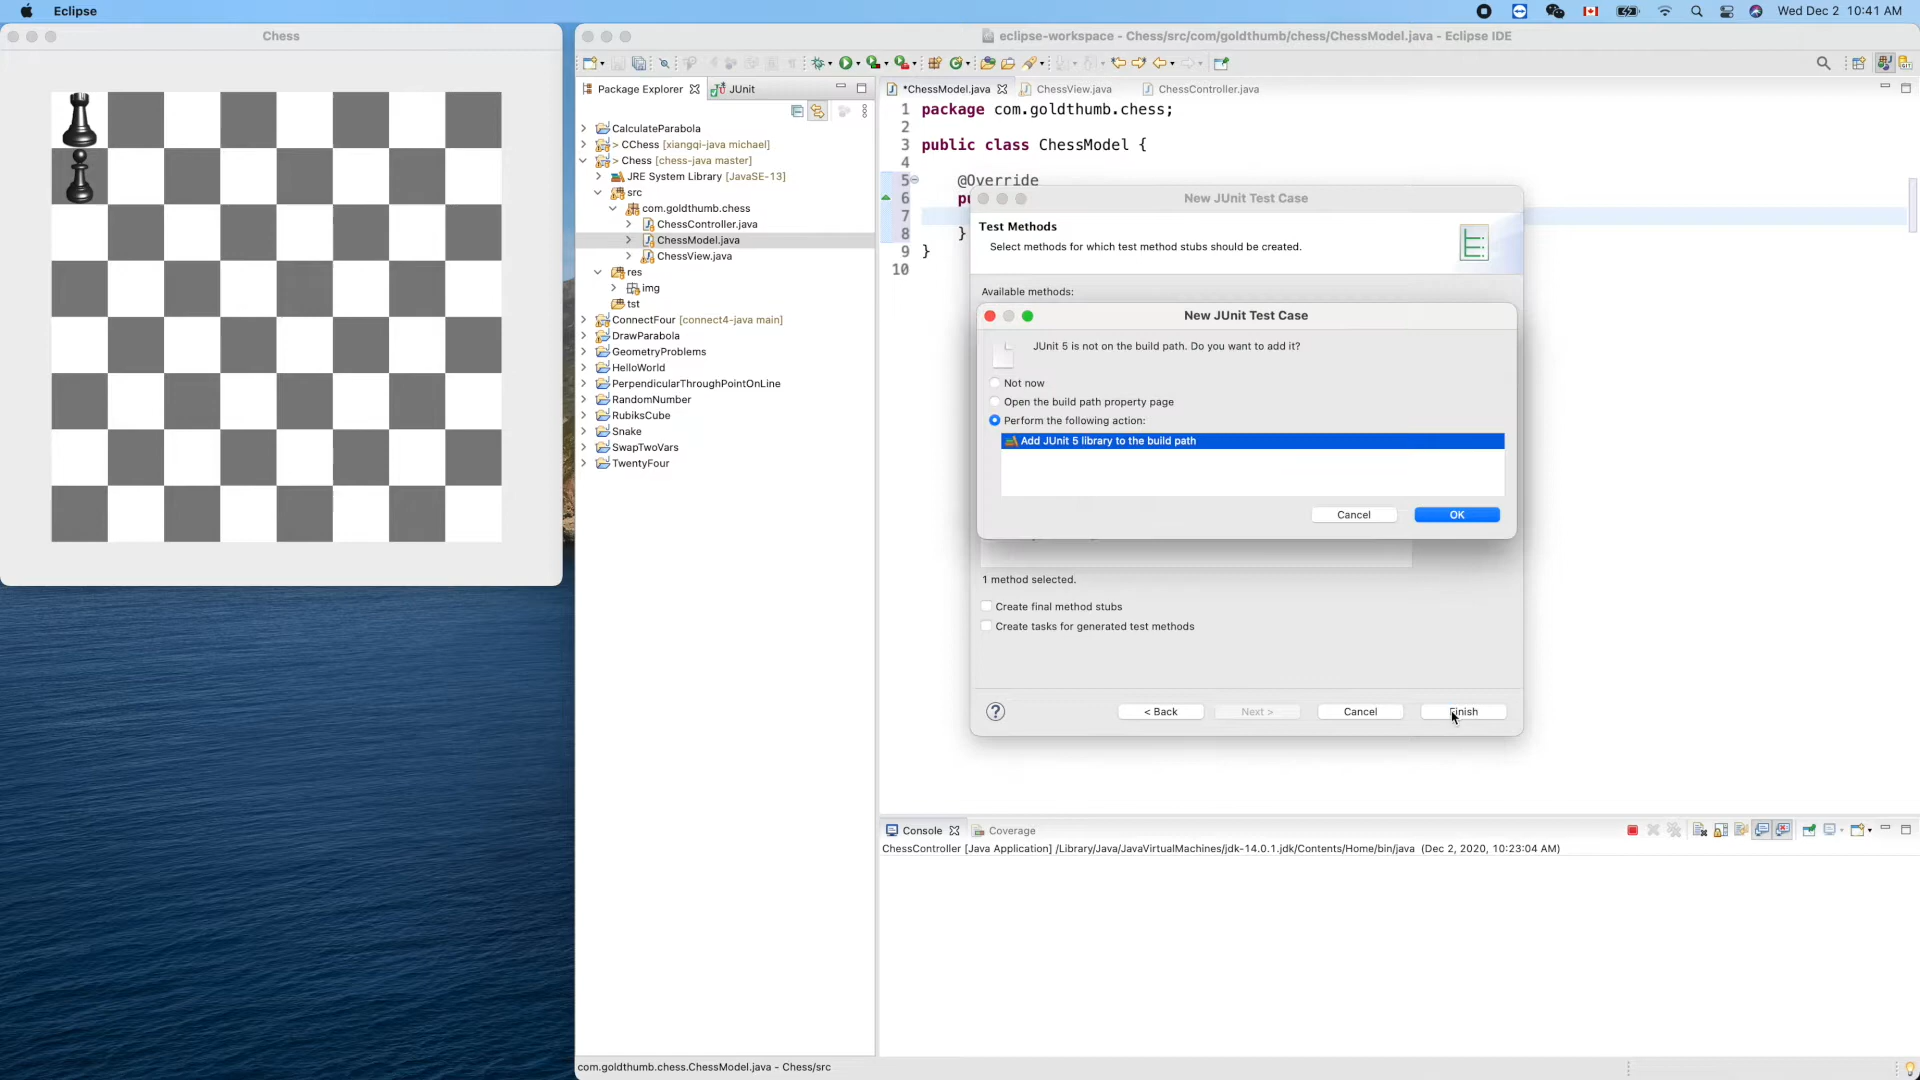 Eclipse
Wed Dec 2 10:41 AM
Chess
eclipse-workspace - Chess/src/com/goldthumb/chess/ChessModel.java - Eclipse IDE
Package Explorer
JUnit
*ChessModel.java
ChessView.java
ChessController.java
CalculateParabola
> CChess [xiangqi-java michael]
> Chess [chess-java master]
JRE System Library [JavaSE-13]
src
com.goldthumb.chess
ChessController.java
ChessModel.java
ChessView.java
res
img
tst
ConnectFour [connect4-java main]
DrawParabola
GeometryProblems
HelloWorld
PerpendicularThroughPointOnLine
RandomNumber
RubiksCube
Snake
SwapTwoVars
TwentyFour
1 package com.goldthumb.chess;
2
3 public class ChessModel {
4
5 @Override
6
7
8 }
9 }
10
New JUnit Test Case
Test Methods
Select methods for which test method stubs should be created.
Available methods:
New JUnit Test Case
JUnit 5 is not on the build path. Do you want to add it?
Not now
Open the build path property page
Perform the following action:
Add JUnit 5 library to the build path
Cancel
OK
1 method selected.
Create final method stubs
Create tasks for generated test methods
?
< Back
Next >
Cancel
Finish
Console
Coverage
ChessController [Java Application] /Library/Java/JavaVirtualMachines/jdk-14.0.1.jdk/Contents/Home/bin/java (Dec 2, 2020, 10:23:04 AM)
com.goldthumb.chess.ChessModel.java - Chess/src